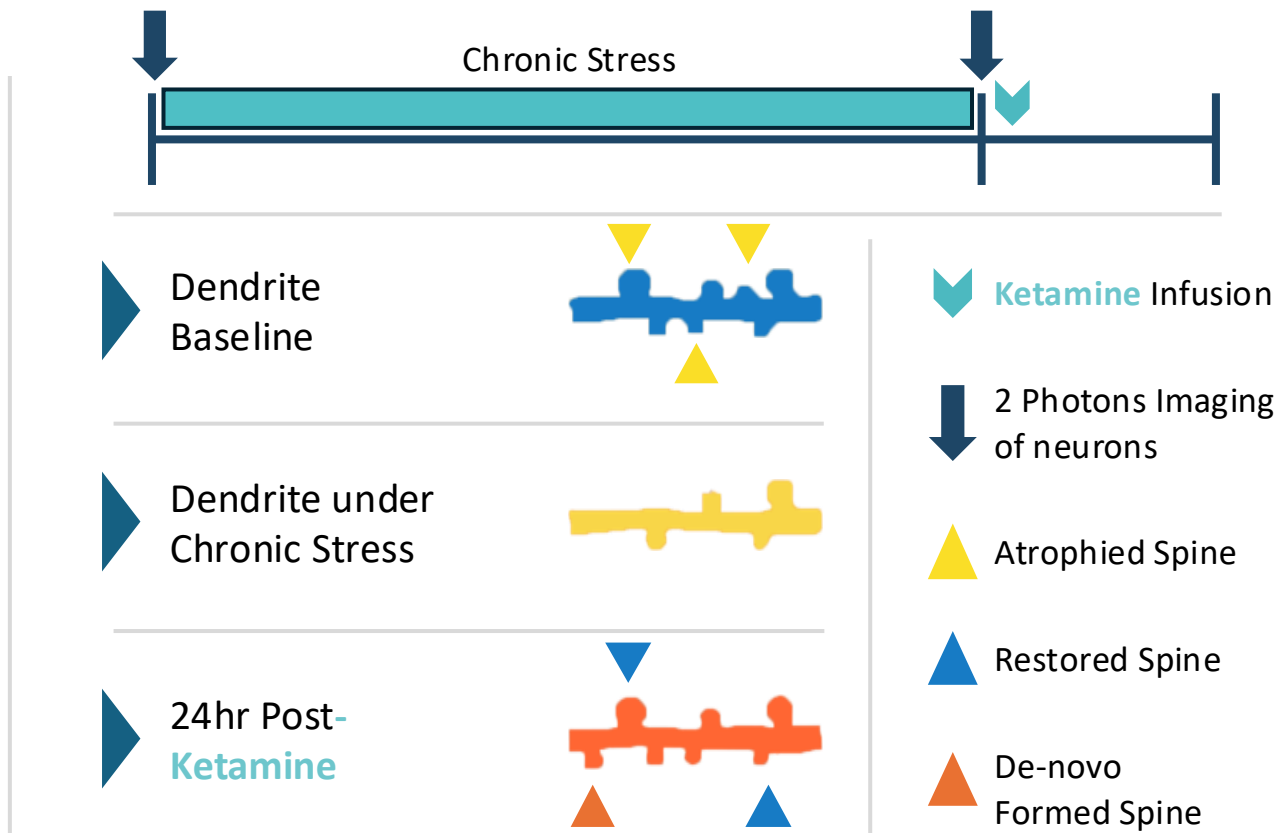 Chronic Stress
Dendrite
Baseline
Dendrite under
Chronic Stress
24hr Post-
Ketamine
Ketamine Infusion
2 Photons Imaging
of neurons
Atrophied Spine
Restored Spine
De-novo
Formed Spine